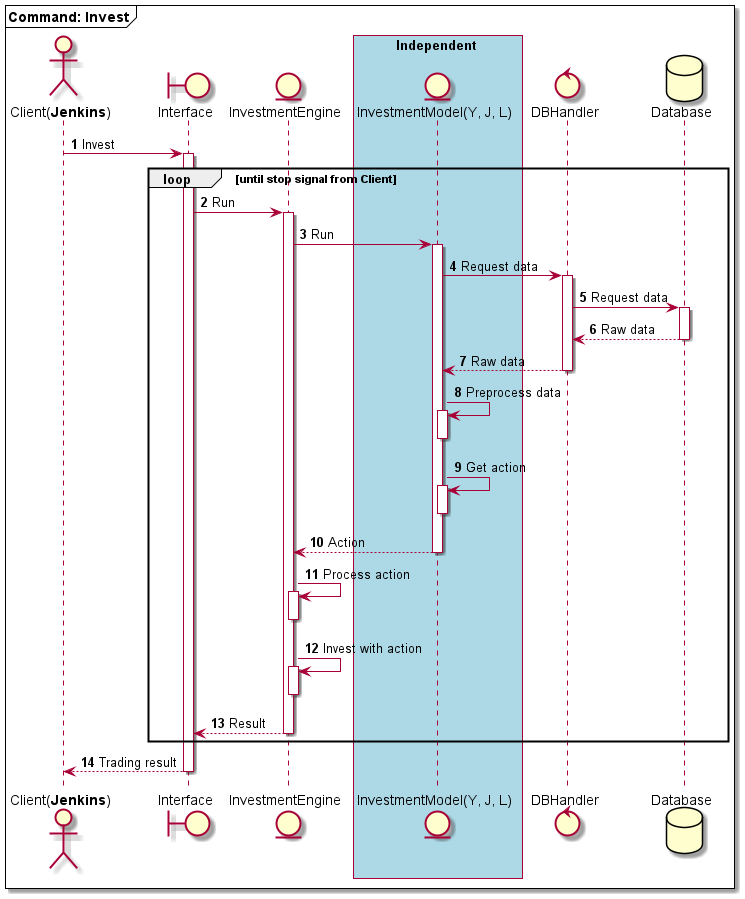 Command: Invest
Independent
Client(Jenkins) Interface InvestmentEngine InvestmentModel(Y, J, L) DBHandler Database
1 Invest
loop [until stop signal from Client]
2 Run
3 Run
4 Request data
5 Request data
6 Raw data
7 Raw data
8 Preprocess data
9 Get action
10 Action
11 Process action
12 Invest with action
13 Result
14 Trading result
Client(Jenkins) Interface InvestmentEngine InvestmentModel(Y, J, L) DBHandler Database